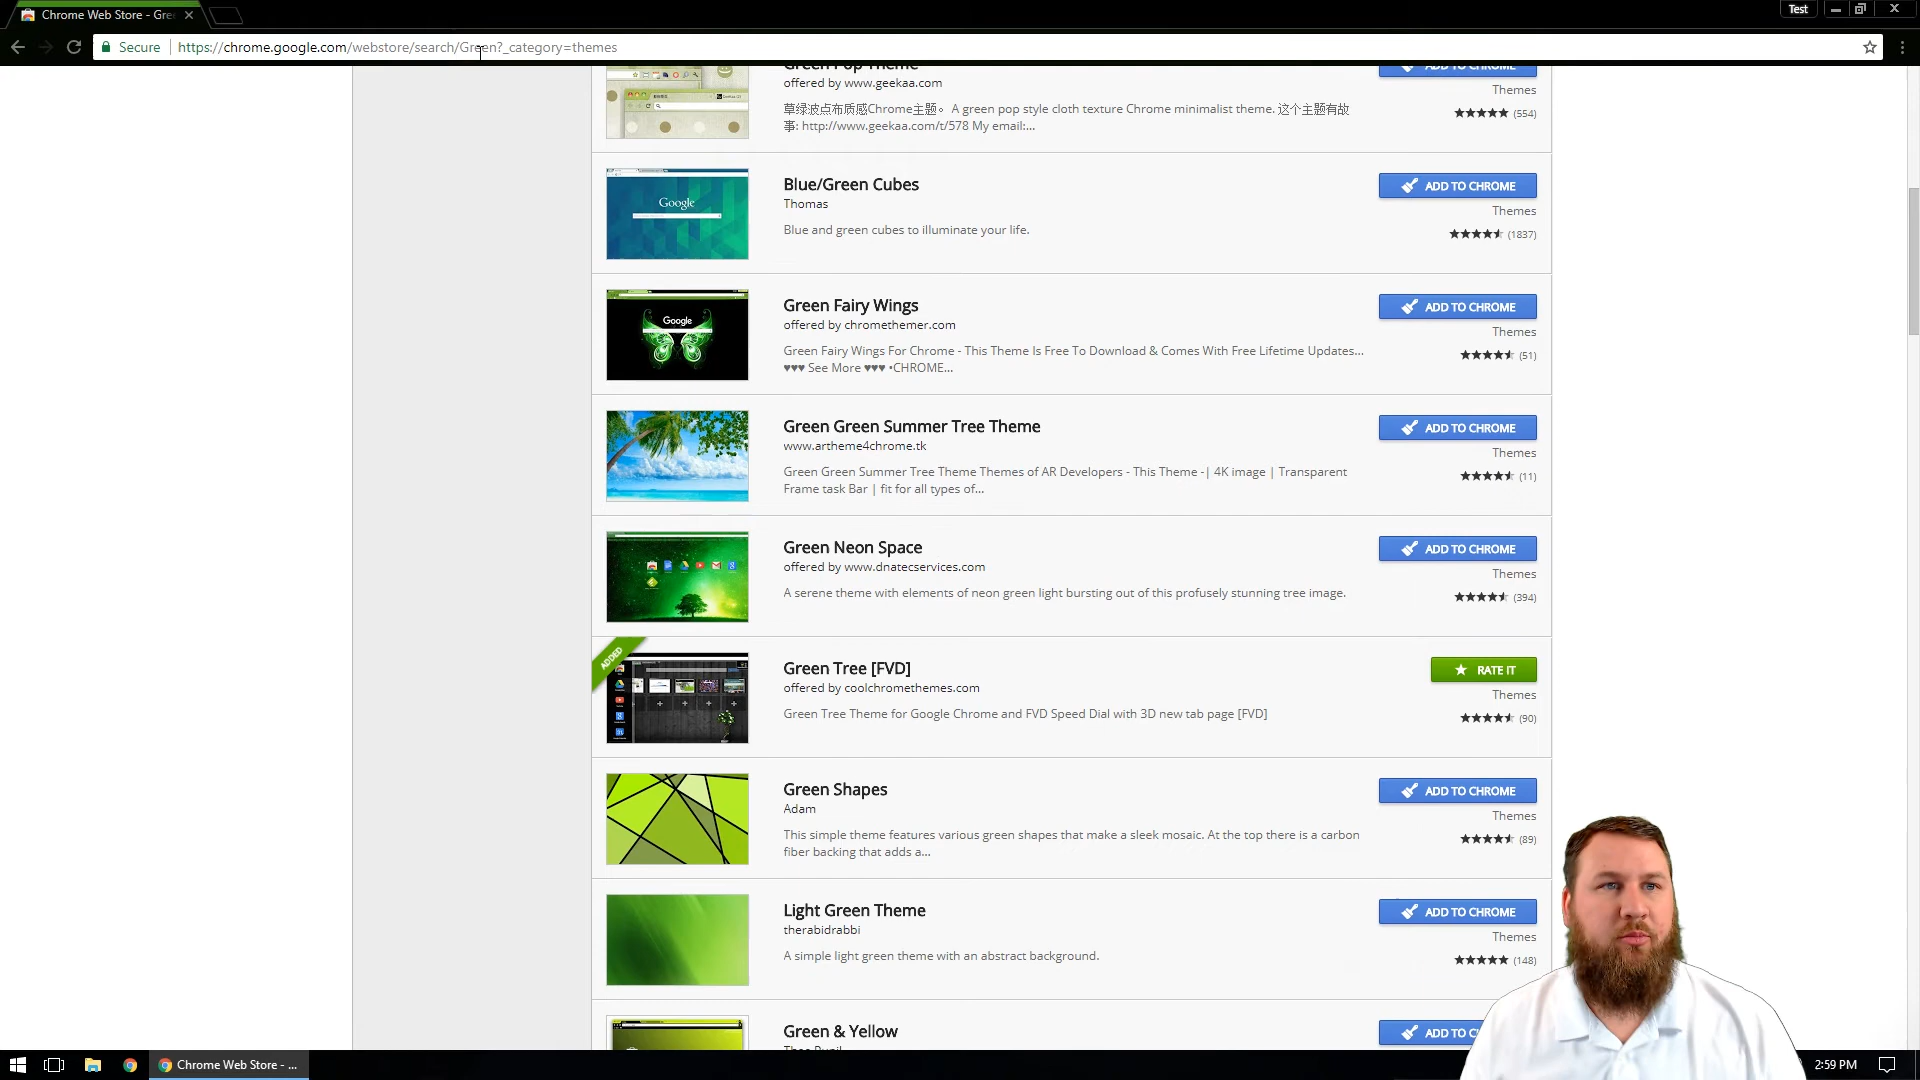 Chrome Web Store - Gre
Test
Secure
https://chrome.google.com/webstore/search/Green?_category=themes
Green Pop Theme
offered by www.geekaa.com
草绿波点布质感Chrome主题。 A green pop style cloth texture Chrome minimalist theme. 这个主题有故
事: http://www.geekaa.com/t/578 My email:...
ADD TO CHROME
Themes
(554)
Google
Blue/Green Cubes
Thomas
Blue and green cubes to illuminate your life.
ADD TO CHROME
Themes
(1837)
Google
Green Fairy Wings
offered by chromethemer.com
Green Fairy Wings For Chrome - This Theme Is Free To Download & Comes With Free Lifetime Updates...
♥♥♥ See More ♥♥♥ •CHROME...
ADD TO CHROME
Themes
(51)
Green Green Summer Tree Theme
www.artheme4chrome.tk
Green Green Summer Tree Theme Themes of AR Developers - This Theme -| 4K image | Transparent
Frame task Bar | fit for all types of...
ADD TO CHROME
Themes
(11)
Green Neon Space
offered by www.dnatecservices.com
A serene theme with elements of neon green light bursting out of this profusely stunning tree image.
ADD TO CHROME
Themes
(394)
ADDED
Green Tree [FVD]
offered by coolchromethemes.com
Green Tree Theme for Google Chrome and FVD Speed Dial with 3D new tab page [FVD]
RATE IT
Themes
(90)
Green Shapes
Adam
This simple theme features various green shapes that make a sleek mosaic. At the top there is a carbon
fiber backing that adds a...
ADD TO CHROME
Themes
(89)
Light Green Theme
therabidrabbi
A simple light green theme with an abstract background.
ADD TO CHROME
Themes
(148)
Green & Yellow
ADD TO C
Chrome Web Store - ...
2:59 PM